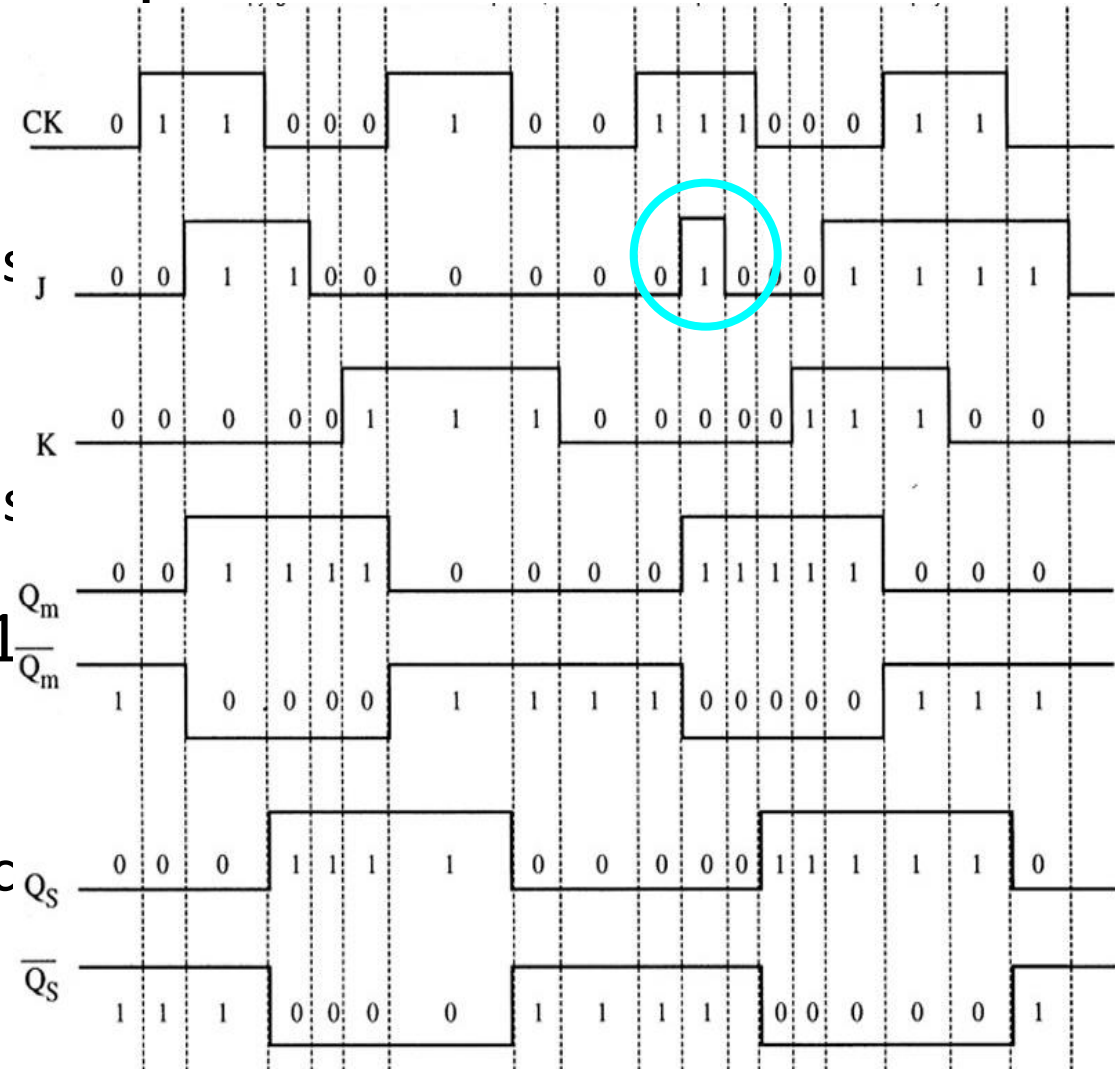 CK 0 1 1 0 0 0 1 0 0 1 1 1 0 0 0 1 1
J 0 0 1 1 0 0 0 0 0 0 1 0 0 0 1 1 1 1
K 0 0 0 0 0 1 1 1 0 0 0 0 0 1 1 1 0 0
Qm 0 0 1 1 1 1 0 0 0 0 1 1 1 1 1 0 0 0
Q̅m 1 0 0 0 0 1 1 1 1 0 0 0 0 0 1 1 1
QS 0 0 0 1 1 1 1 0 0 0 0 0 1 1 1 1 1 0
Q̅S 1 1 1 0 0 0 0 1 1 1 1 0 0 0 0 0 1